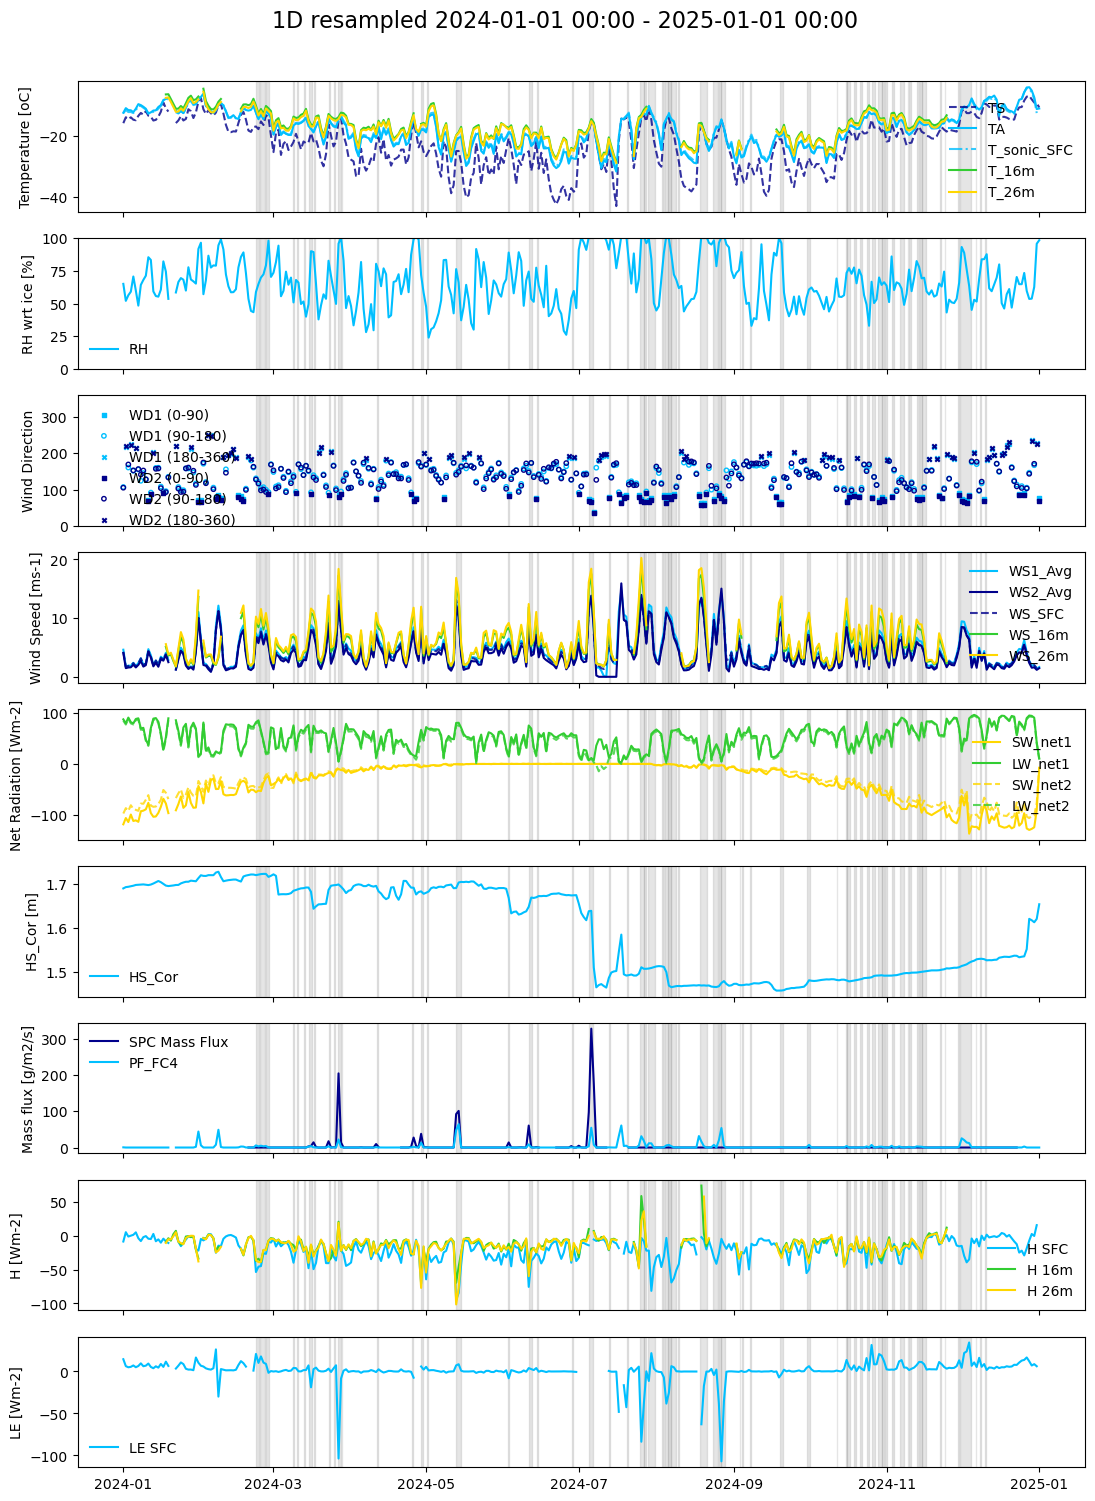 1D resampled 2024-01-01 00:00 - 2025-01-01 00:00
Temperature [oC]
−20
−40
TS
TA
T_sonic_SFC
T_16m
T_26m
RH wrt ice [%]
100
75
50
25
0
RH
Wind Direction
300
200
100
0
WD1 (0-90)
WD1 (90-180)
WD1 (180-360)
WD2 (0-90)
WD2 (90-180)
WD2 (180-360)
Wind Speed [ms-1]
20
10
0
WS1_Avg
WS2_Avg
WS_SFC
WS_16m
WS_26m
Net Radiation [Wm-2]
100
0
−100
SW_net1
LW_net1
SW_net2
LW_net2
HS_Cor [m]
1.7
1.6
1.5
HS_Cor
Mass flux [g/m2/s]
300
200
100
0
SPC Mass Flux
PF_FC4
H [Wm-2]
50
0
−50
−100
H SFC
H 16m
H 26m
LE [Wm-2]
0
−50
−100
LE SFC
2024-01
2024-03
2024-05
2024-07
2024-09
2024-11
2025-01